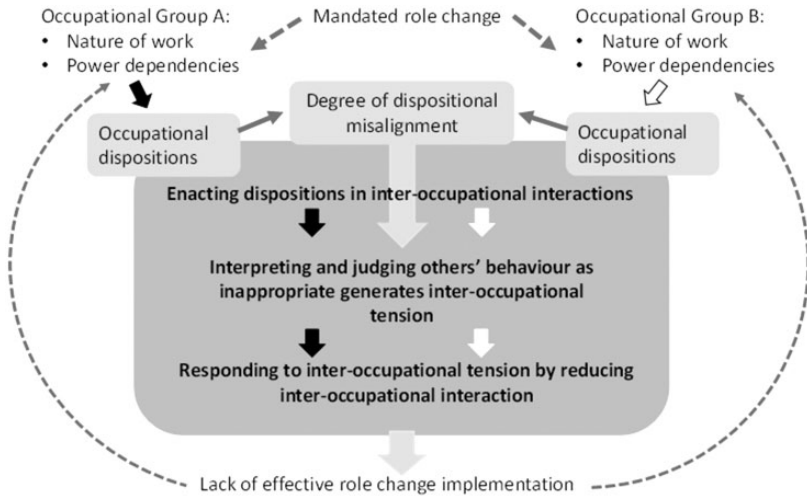 Occupational Group A:
• Nature of work
• Power dependencies
Mandated role change
Occupational Group B:
• Nature of work
• Power dependencies
Occupational
dispositions
Degree of dispositional
misalignment
Occupational
dispositions
Enacting dispositions in inter-occupational interactions
Interpreting and judging others’ behaviour as
inappropriate generates inter-occupational
tension
Responding to inter-occupational tension by reducing
inter-occupational interaction
Lack of effective role change implementation